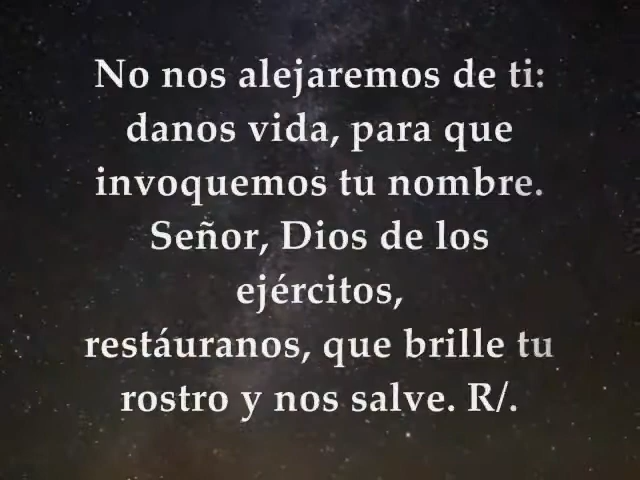 No nos alejaremos de ti:
danos vida, para que
invoquemos tu nombre.
Señor, Dios de los
ejércitos,
restáuranos, que brille tu
rostro y nos salve. R/.